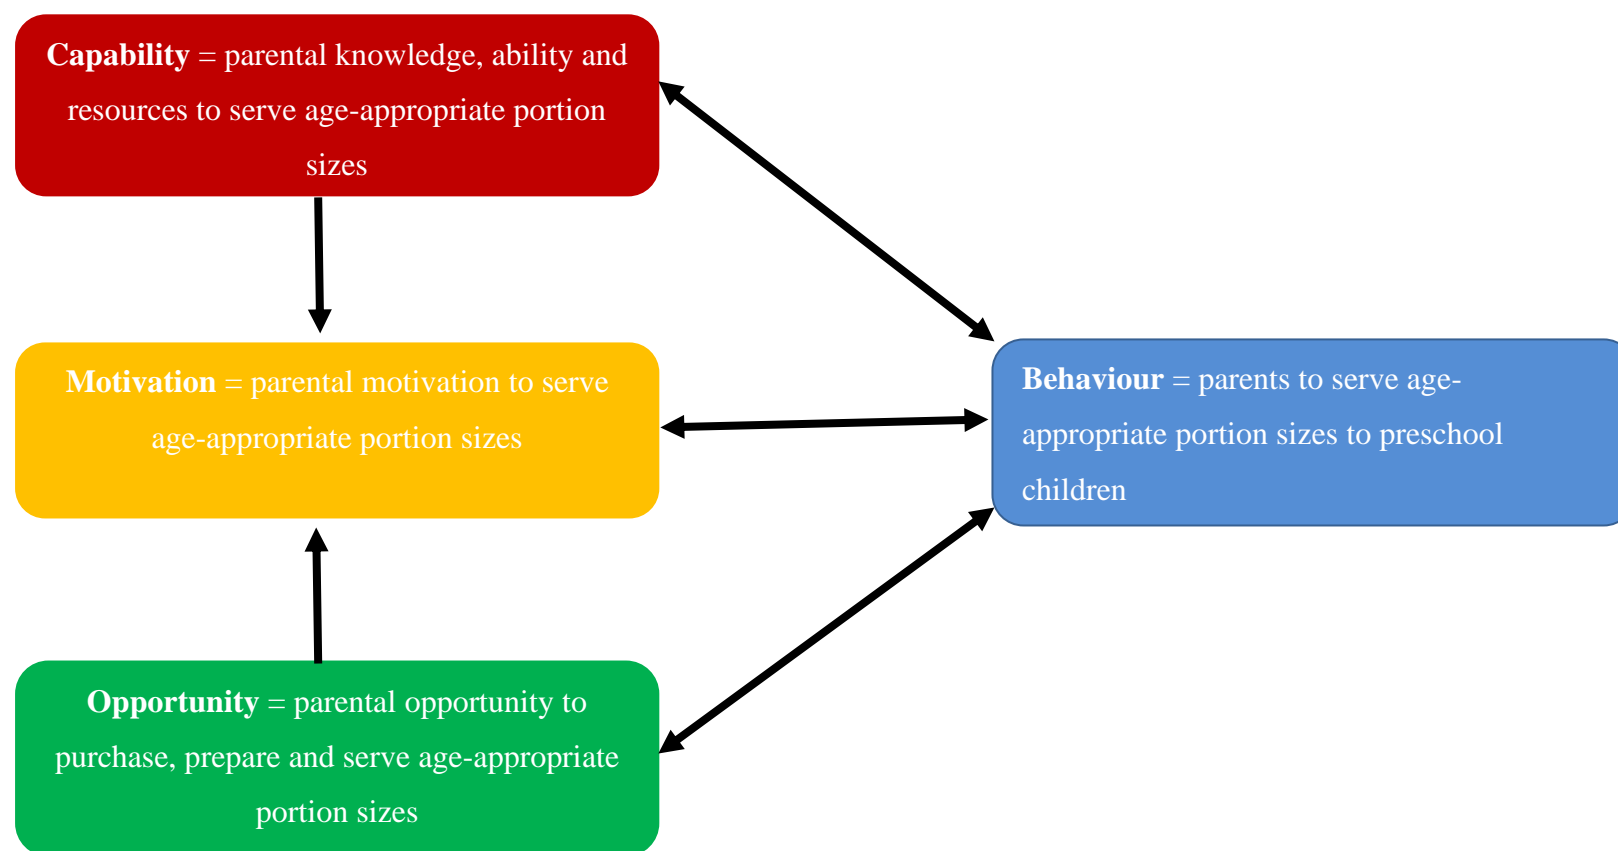 Capability = parental knowledge, ability and
resources to serve age-appropriate portion
sizes
Motivation = parental motivation to serve
age-appropriate portion sizes
Behaviour = parents to serve age-
appropriate portion sizes to preschool
children
Opportunity = parental opportunity to
purchase, prepare and serve age-appropriate
portion sizes